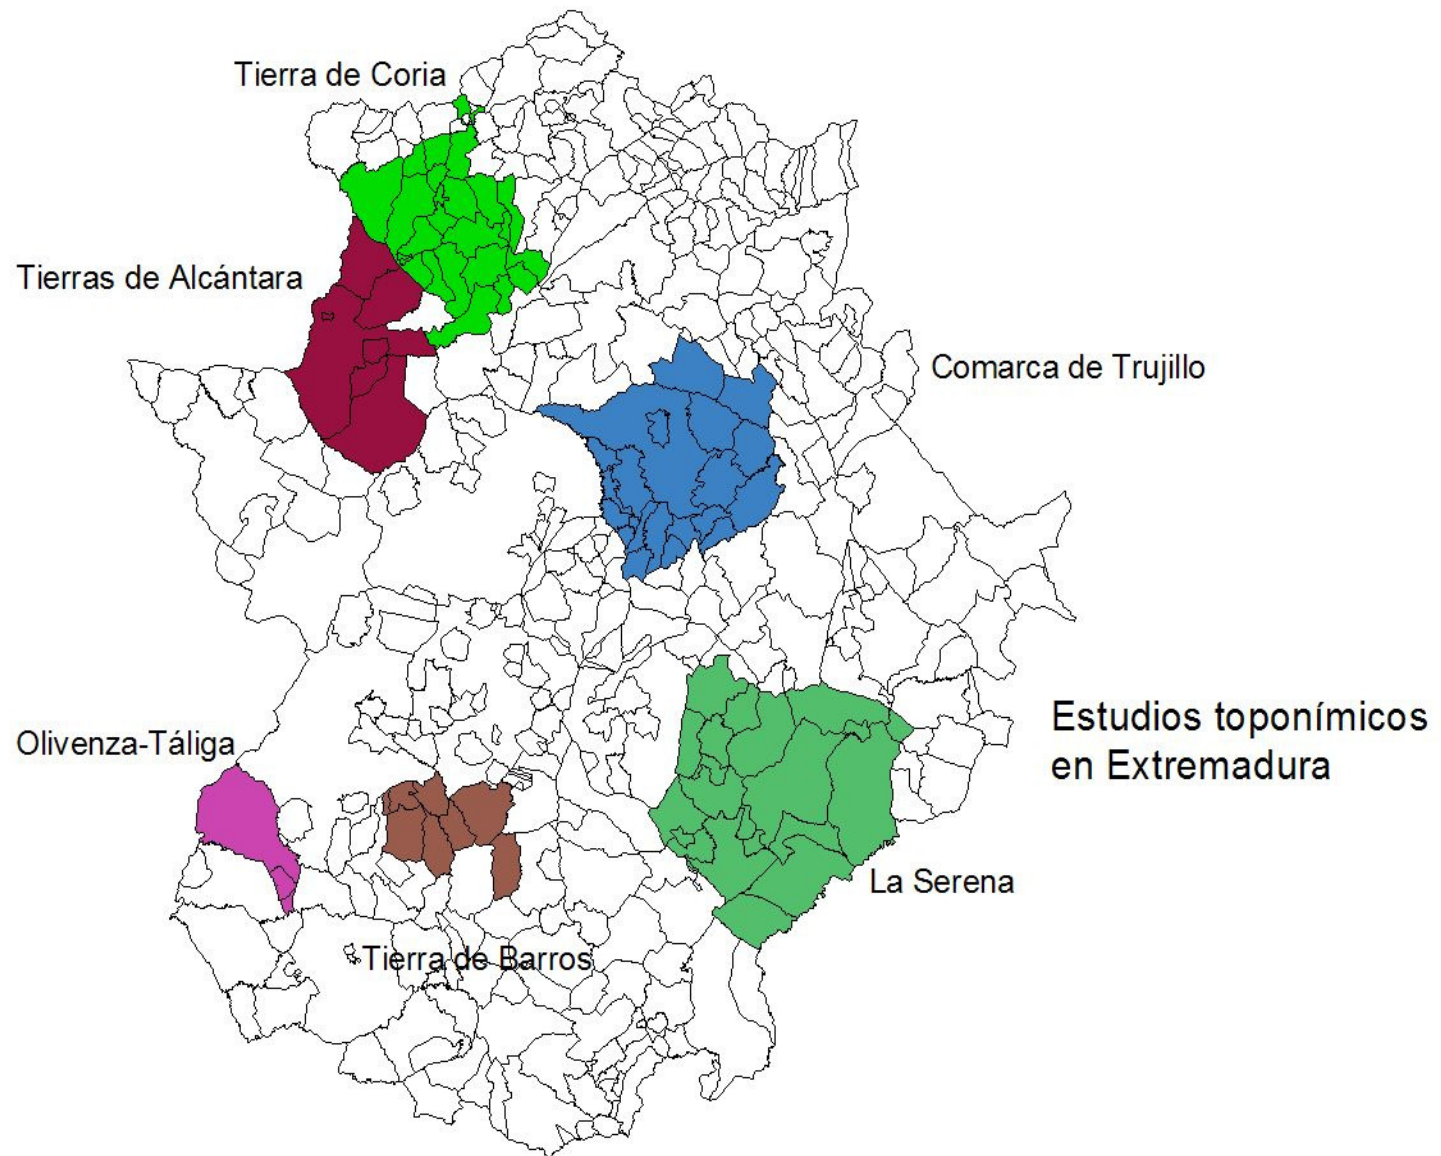 Tierra de Coria
Tierras de Alcántara
Comarca de Trujillo
Estudios toponímicos
en Extremadura
Olivenza-Táliga
La Serena
Tierra de Barros